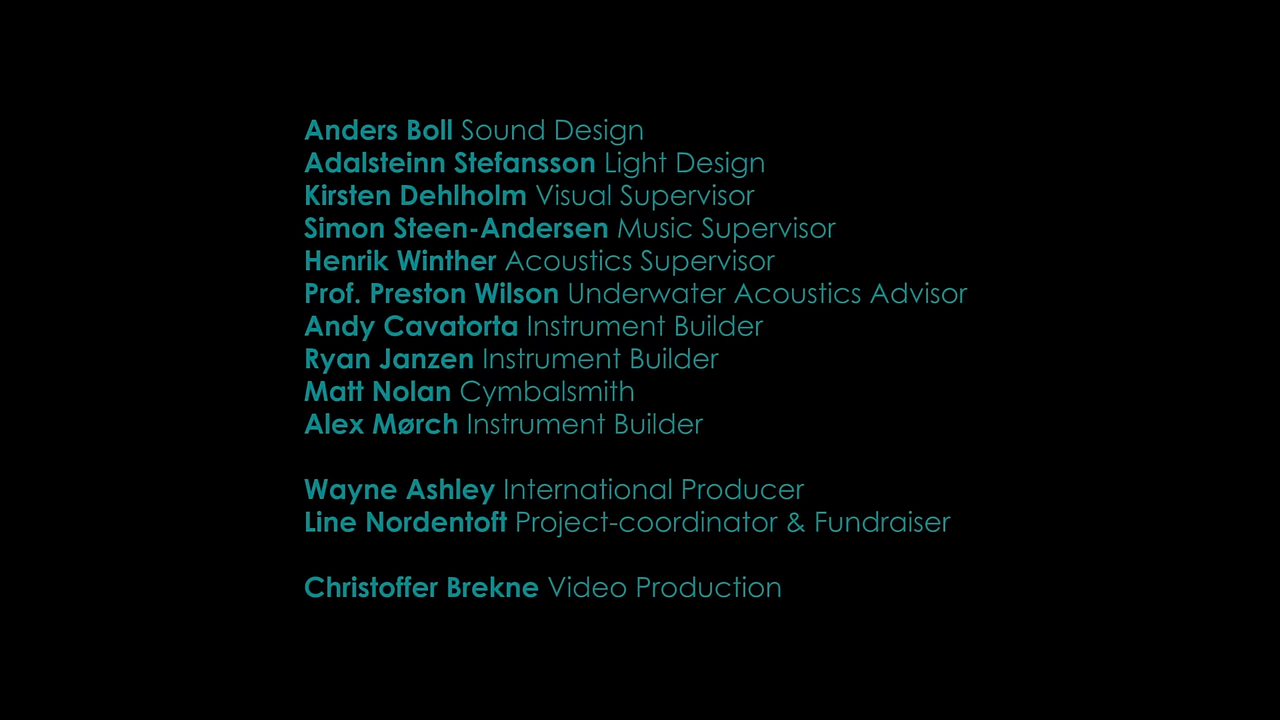 Anders Boll Sound Design
Adalsteinn Stefansson Light Design
Kirsten Dehlholm Visual Supervisor
Simon Steen-Andersen Music Supervisor
Henrik Winther Acoustics Supervisor
Prof. Preston Wilson Underwater Acoustics Advisor
Andy Cavatorta Instrument Builder
Ryan Janzen Instrument Builder
Matt Nolan Cymbalsmith
Alex Mørch Instrument Builder
Wayne Ashley International Producer
Line Nordentoft Project-coordinator & Fundraiser
Christoffer Brekne Video Production